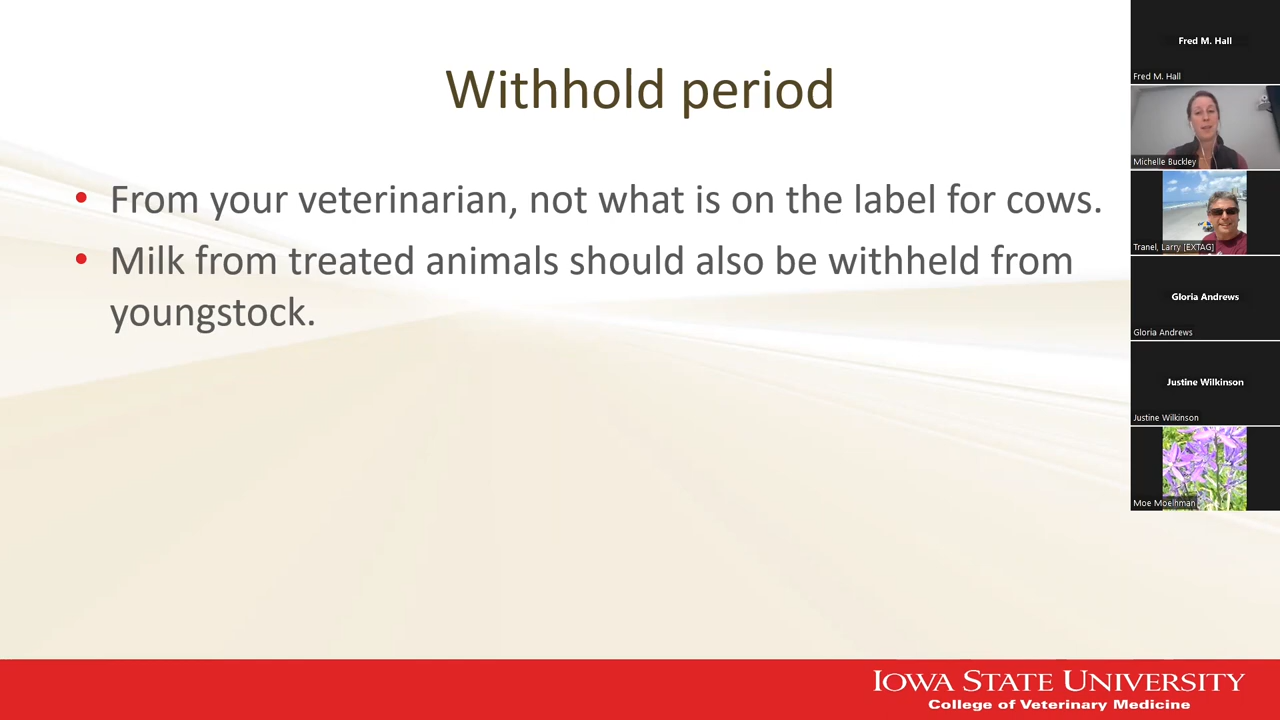 Withhold period
• From your veterinarian, not what is on the label for cows.
• Milk from treated animals should also be withheld from
youngstock.
Fred M. Hall
Fred M. Hall
Michelle Buckley
Tranel, Larry [EXTAG]
Gloria Andrews
Gloria Andrews
Justine Wilkinson
Justine Wilkinson
Moe Moelhman
IOWA STATE UNIVERSITY
College of Veterinary Medicine